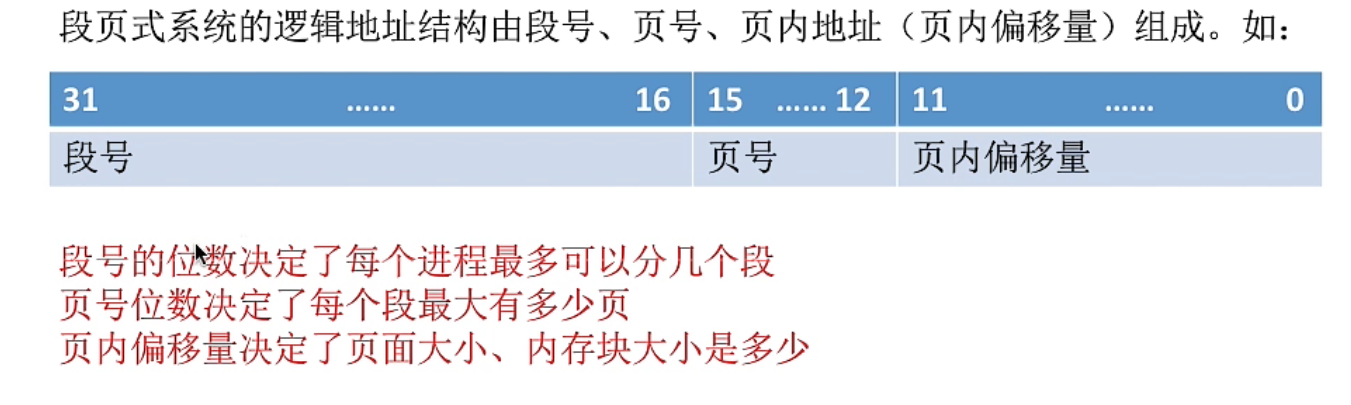 段页式系统的逻辑地址结构由段号、页号、页内地址（页内偏移量）组成。如：
31 …… 16 15 …… 12 11 …… 0
段号 页号 页内偏移量
段号的位数决定了每个进程最多可以分几个段
页号位数决定了每个段最大有多少页
页内偏移量决定了页面大小、内存块大小是多少